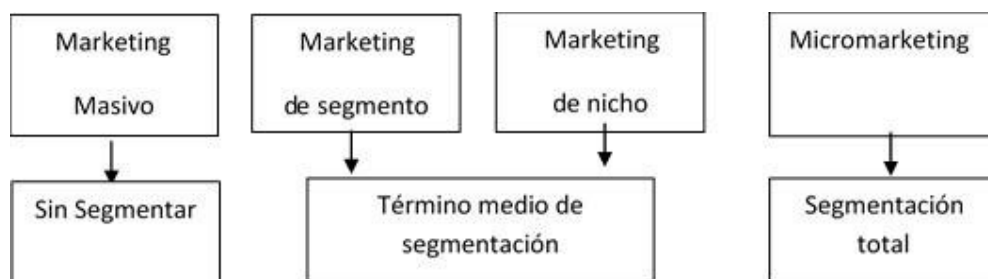 Marketing
Masivo
Marketing
de segmento
Marketing
de nicho
Micromarketing
Sin Segmentar
Término medio de
segmentación
Segmentación
total